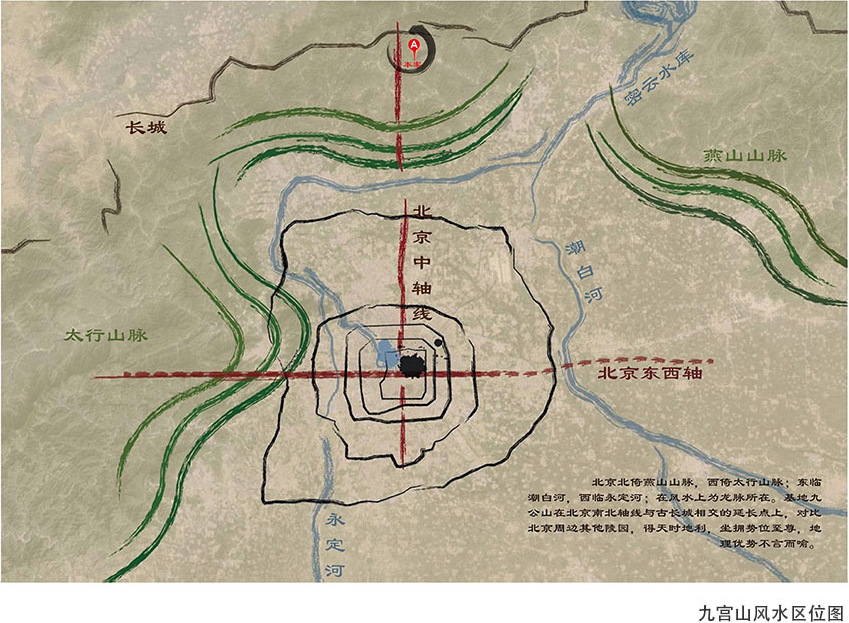 A
本案
密云水库
长城
燕山山脉
北京中轴线
潮白河
太行山脉
北京东西轴
北京北倚燕山山脉，西倚太行山脉；东临
潮白河，西临永定河；在风水上为龙脉所在。基地九
公山在北京南北轴线与古长城相交的延长点上，对比
北京周边其他陵园，得天时地利，坐拥势位至尊，地
理优势不言而喻。
永定河
九宫山风水区位图